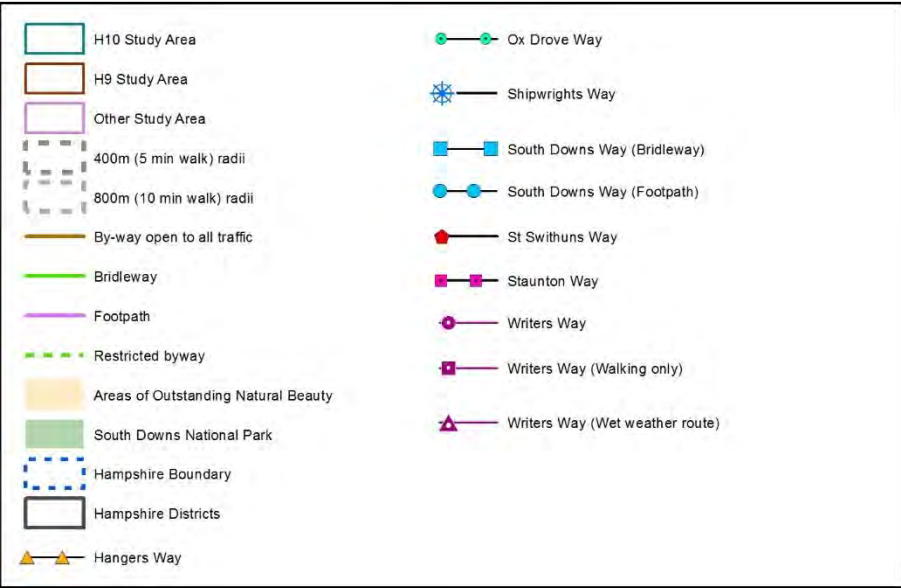 H10 Study Area
H9 Study Area
Other Study Area
400m (5 min walk) radii
800m (10 min walk) radii
By-way open to all traffic
Bridleway
Footpath
Restricted byway
Areas of Outstanding Natural Beauty
South Downs National Park
Hampshire Boundary
Hampshire Districts
Hangers Way
Ox Drove Way
Shipwrights Way
South Downs Way (Bridleway)
South Downs Way (Footpath)
St Swithuns Way
Staunton Way
Writers Way
Writers Way (Walking only)
Writers Way (Wet weather route)